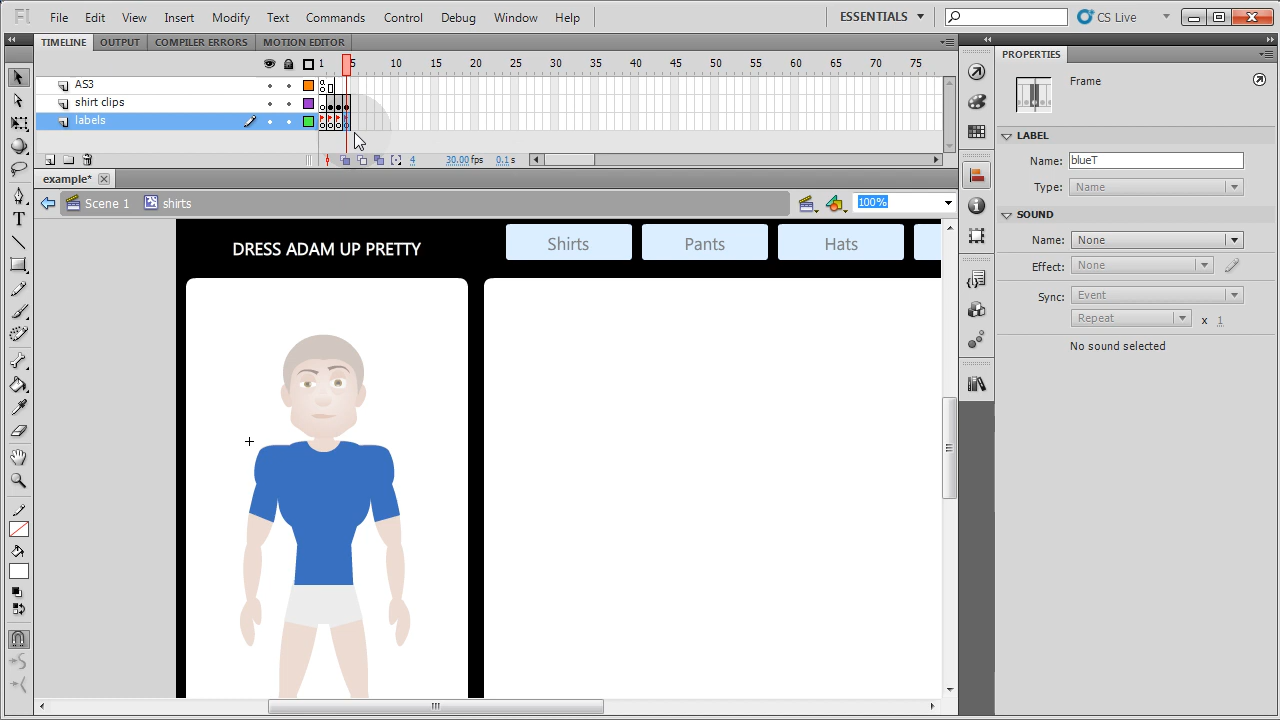 Fl File Edit View Insert Modify Text Commands Control Debug Window Help ESSENTIALS CS Live
TIMELINE OUTPUT COMPILER ERRORS MOTION EDITOR
1 5 10 15 20 25 30 35 40 45 50 55 60 65 70 75
AS3
shirt clips
labels
4 30.00 fps 0.1 s
example*
Scene 1 shirts 100%
DRESS ADAM UP PRETTY
Shirts Pants Hats
PROPERTIES
Frame
LABEL
Name: blueT
Type: Name
SOUND
Name: None
Effect: None
Sync: Event
Repeat x 1
No sound selected